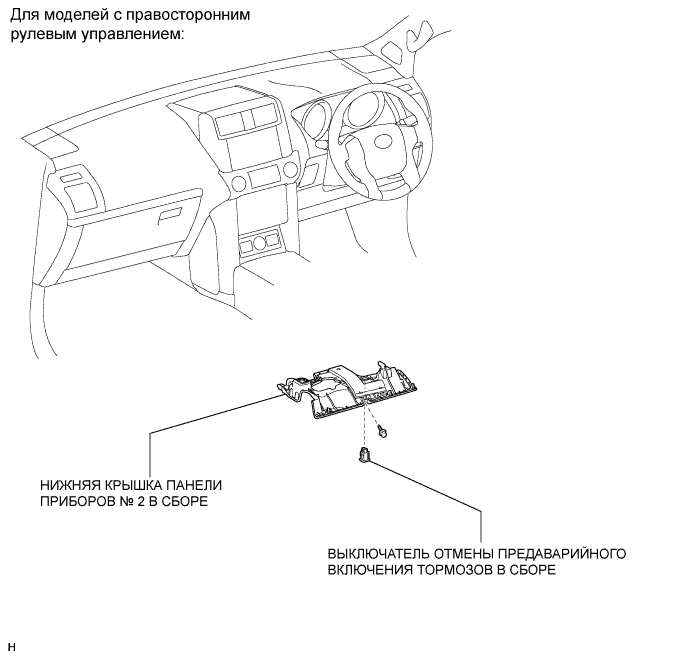 Для моделей с правосторонним
рулевым управлением:
НИЖНЯЯ КРЫШКА ПАНЕЛИ
ПРИБОРОВ № 2 В СБОРЕ
ВЫКЛЮЧАТЕЛЬ ОТМЕНЫ ПРЕДАВАРИЙНОГО
ВКЛЮЧЕНИЯ ТОРМОЗОВ В СБОРЕ
H